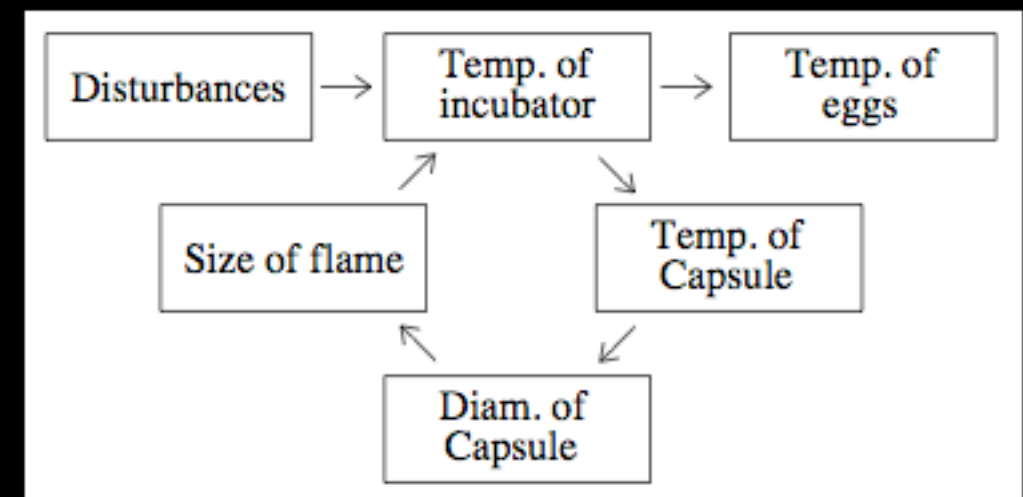 Disturbances
Temp. of
incubator
Temp. of
eggs
Size of flame
Temp. of
Capsule
Diam. of
Capsule